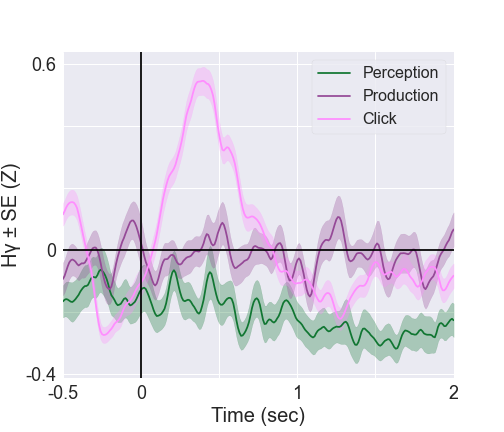 0.6
0
-0.4
Hγ ± SE (Z)
Perception
Production
Click
-0.5
0
1
2
Time (sec)